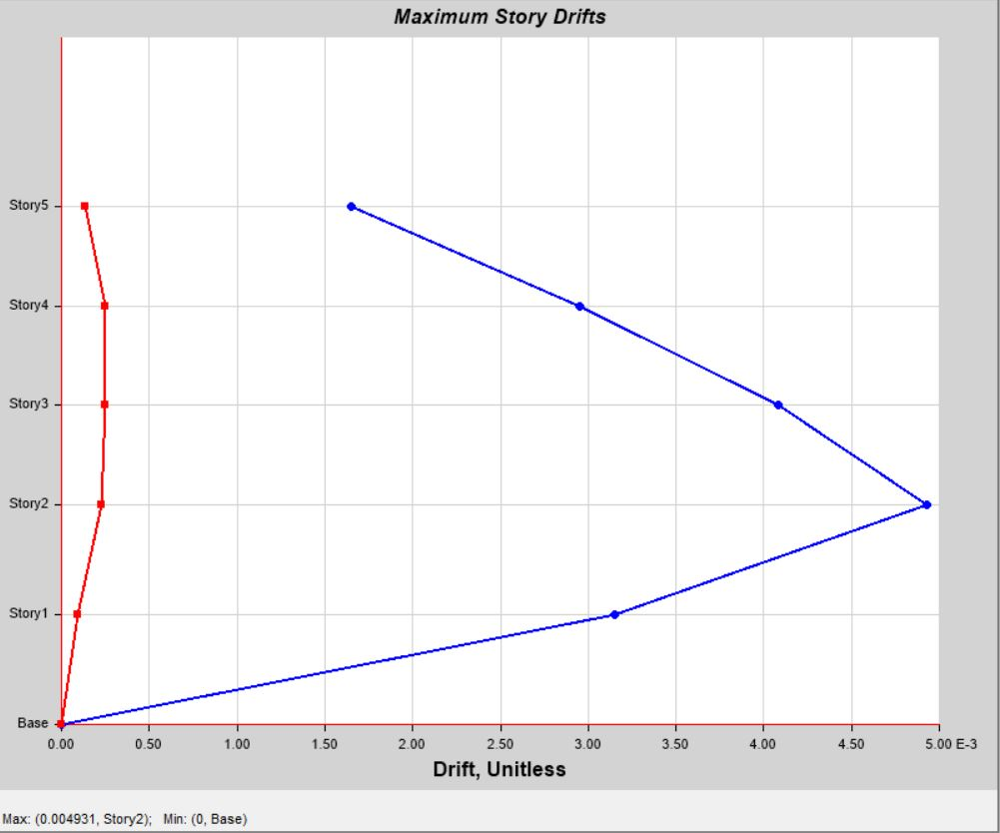 Maximum Story Drifts
Story5
Story4
Story3
Story2
Story1
Base
0.00 0.50 1.00 1.50 2.00 2.50 3.00 3.50 4.00 4.50 5.00 E-3
Drift, Unitless
Max: (0.004931, Story2); Min: (0, Base)